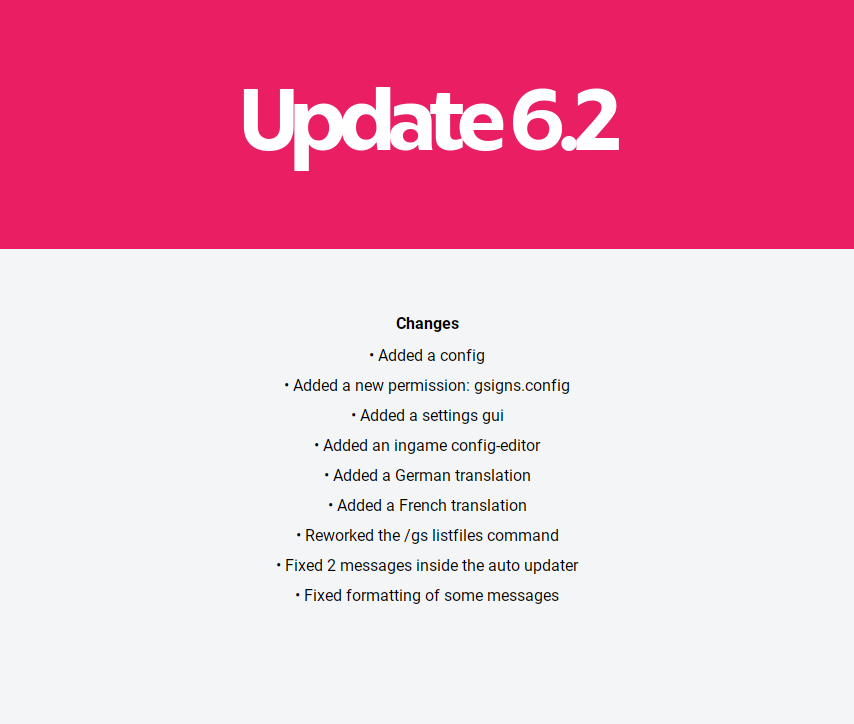 Update 6.2
Changes
• Added a config
• Added a new permission: gsigns.config
• Added a settings gui
• Added an ingame config-editor
• Added a German translation
• Added a French translation
• Reworked the /gs listfiles command
• Fixed 2 messages inside the auto updater
• Fixed formatting of some messages